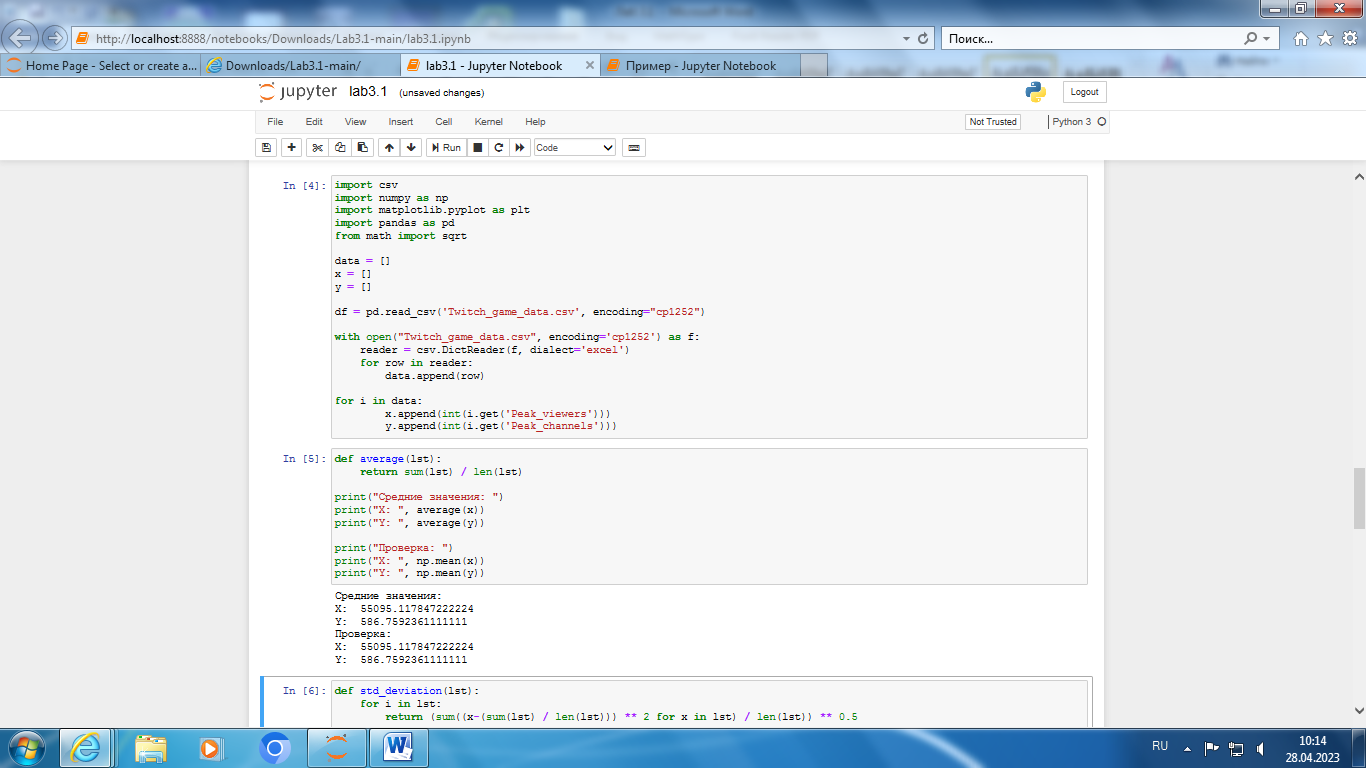 http://localhost:8888/notebooks/Downloads/Lab3.1-main/lab3.1.ipynb
Поиск...
Home Page - Select or create a...
Downloads/Lab3.1-main/
lab3.1 - Jupyter Notebook
Пример - Jupyter Notebook
jupyter lab3.1 (unsaved changes)
Logout
File Edit View Insert Cell Kernel Help
Not Trusted
Python 3
Run
Code
In [4]:
import csv
import numpy as np
import matplotlib.pyplot as plt
import pandas as pd
from math import sqrt
data = []
x = []
y = []
df = pd.read_csv('Twitch_game_data.csv', encoding="cp1252")
with open("Twitch_game_data.csv", encoding='cp1252') as f:
    reader = csv.DictReader(f, dialect='excel')
    for row in reader:
        data.append(row)
for i in data:
        x.append(int(i.get('Peak_viewers')))
        y.append(int(i.get('Peak_channels')))
In [5]:
def average(lst):
    return sum(lst) / len(lst)
print("Средние значения: ")
print("X: ", average(x))
print("Y: ", average(y))
print("Проверка: ")
print("X: ", np.mean(x))
print("Y: ", np.mean(y))
Средние значения:
X:  55095.117847222224
Y:  586.7592361111111
Проверка:
X:  55095.117847222224
Y:  586.7592361111111
In [6]:
def std_deviation(lst):
    for i in lst:
        return (sum((x-(sum(lst) / len(lst))) ** 2 for x in lst) / len(lst)) ** 0.5
RU
10:14
28.04.2023